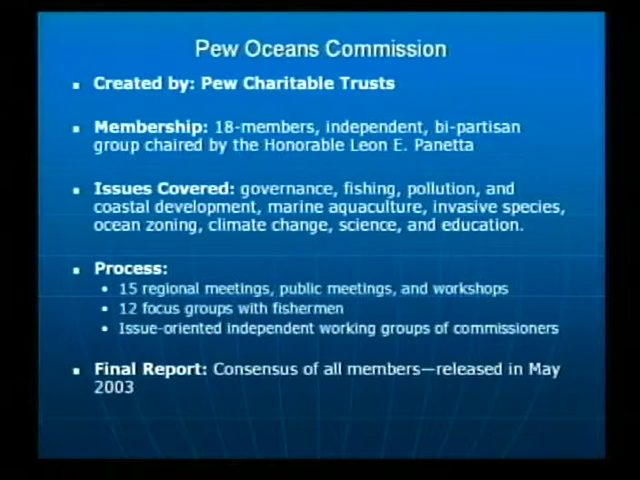 Pew Oceans Commission
▪ Created by: Pew Charitable Trusts
▪ Membership: 18-members, independent, bi-partisan
group chaired by the Honorable Leon E. Panetta
▪ Issues Covered: governance, fishing, pollution, and
coastal development, marine aquaculture, invasive species,
ocean zoning, climate change, science, and education.
▪ Process:
• 15 regional meetings, public meetings, and workshops
• 12 focus groups with fishermen
• Issue-oriented independent working groups of commissioners
▪ Final Report: Consensus of all members—released in May
2003